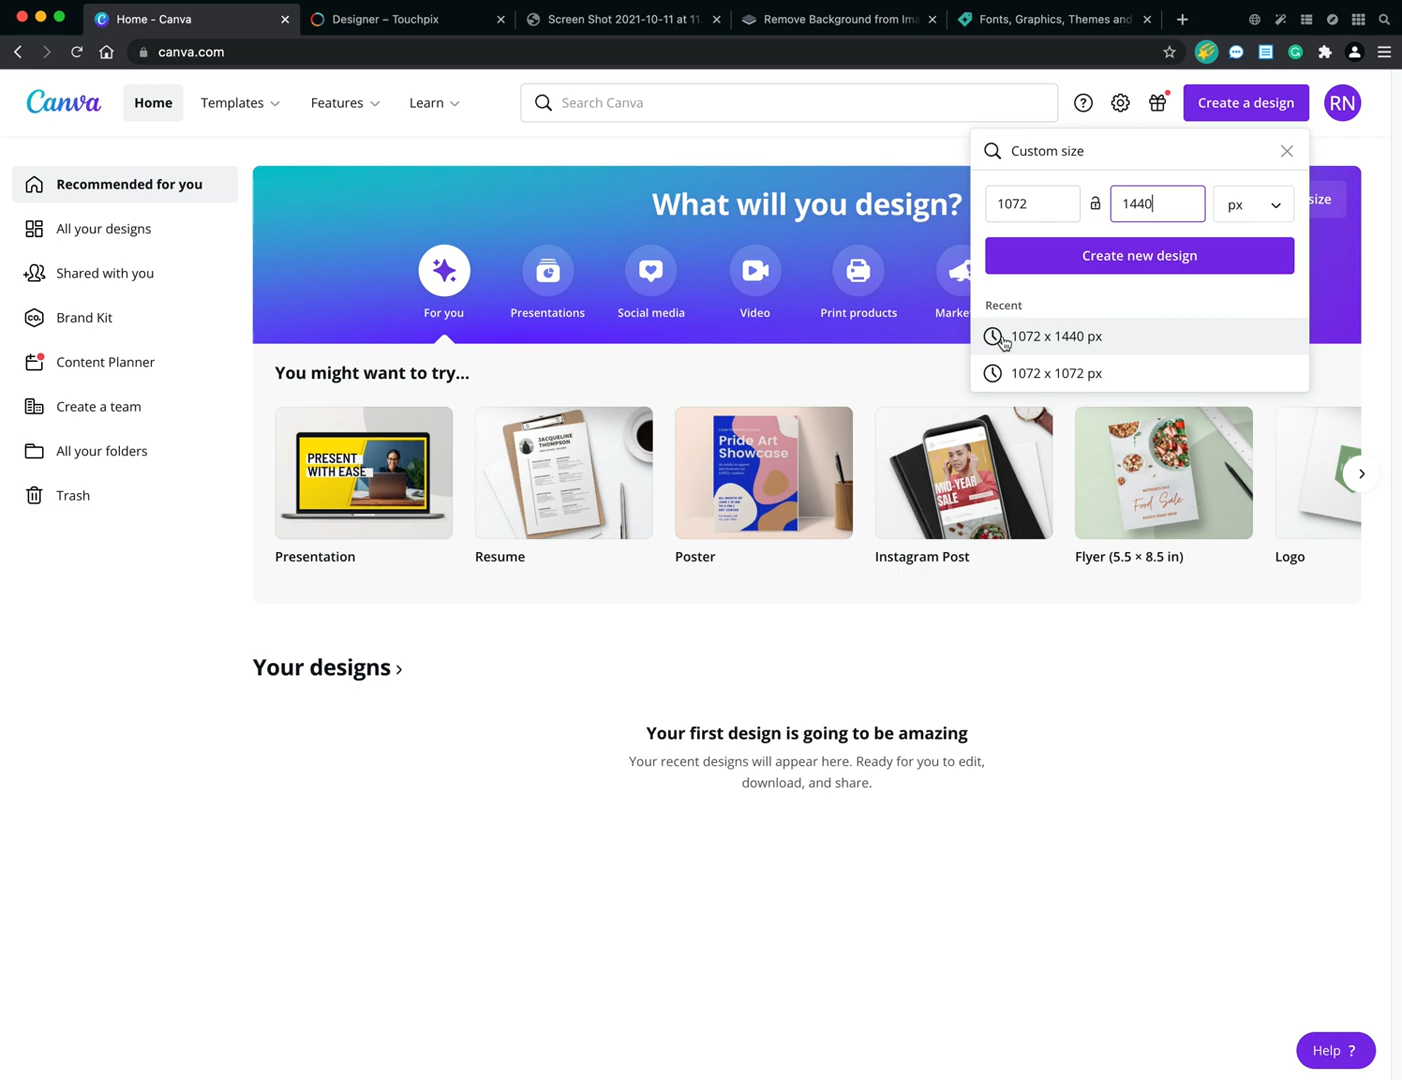 Home - Canva
Designer – Touchpix
Screen Shot 2021-10-11 at 11
Remove Background from Ima
Fonts, Graphics, Themes and
canva.com
Canva
Home
Templates
Features
Learn
Search Canva
Create a design
RN
Custom size
1072
1440
px
size
Create new design
Recent
1072 x 1440 px
1072 x 1072 px
Recommended for you
All your designs
Shared with you
CO.
Brand Kit
Content Planner
Create a team
All your folders
Trash
What will you design?
For you
Presentations
Social media
Video
Print products
Marke
You might want to try...
PRESENT
WITH EASE
JACQUELINE
THOMPSON
Pride Art
Showcase
MID-YEAR
SALE
Food Sale
Presentation
Resume
Poster
Instagram Post
Flyer (5.5 × 8.5 in)
Logo
Your designs ›
Your first design is going to be amazing
Your recent designs will appear here. Ready for you to edit,
download, and share.
Help ?